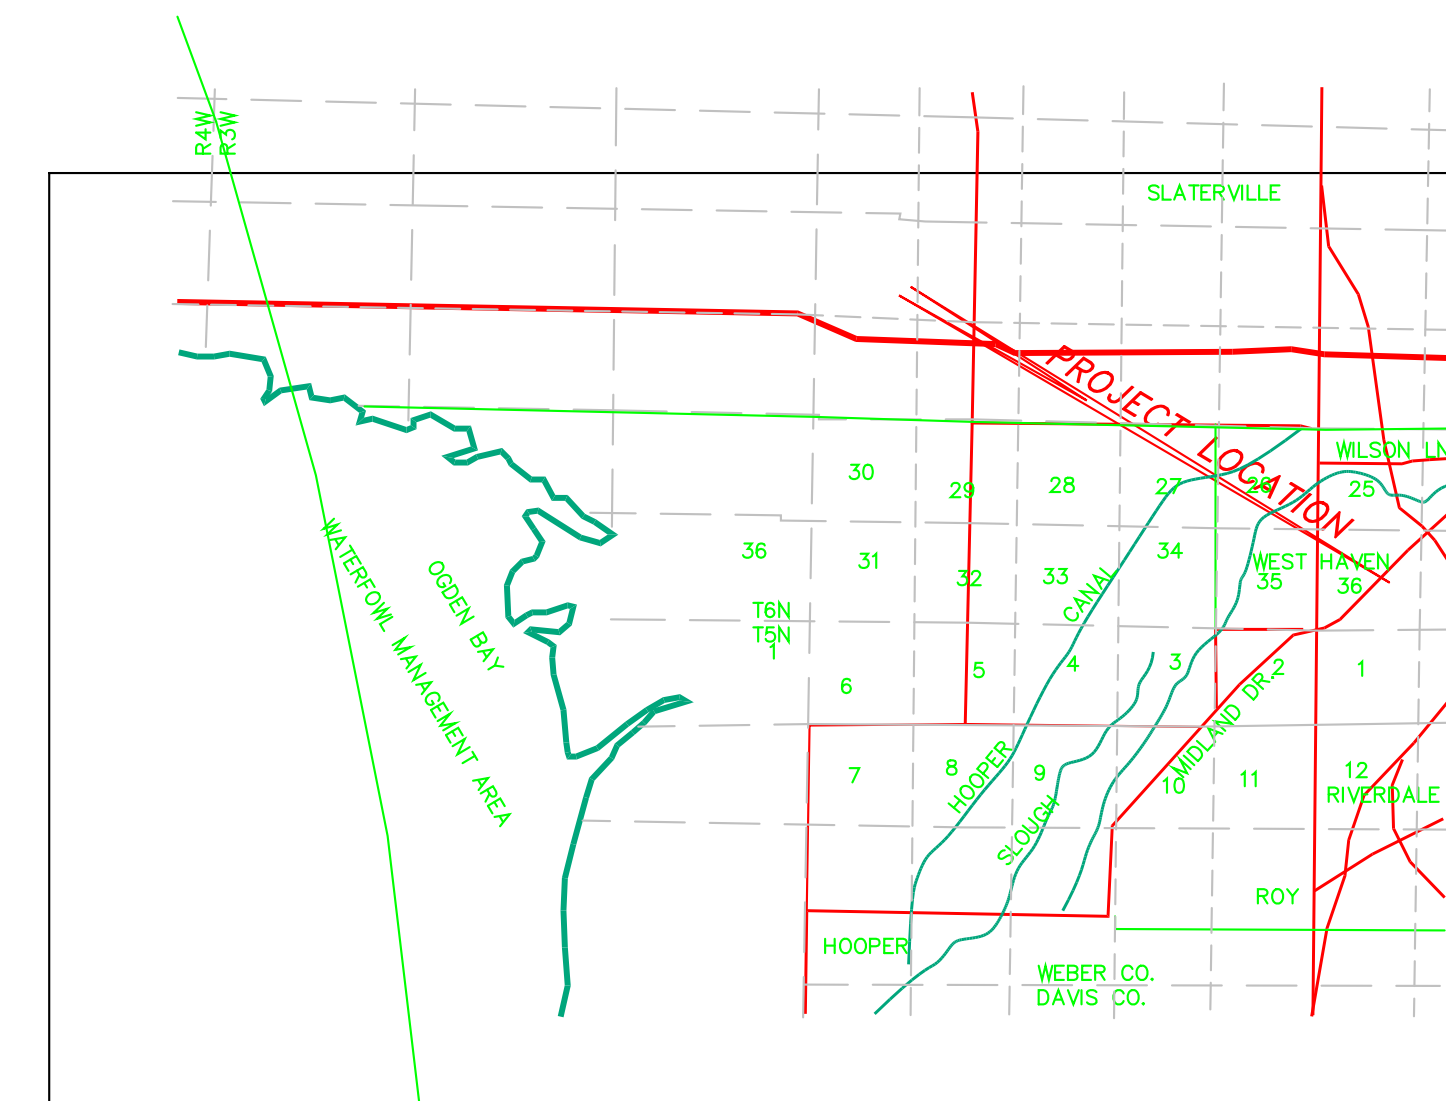 R4W
R3W
SLATERVILLE
PROJECT LOCATION
WILSON LN
30
29
28
27
26
25
36
31
32
33
34
35
36
WEST HAVEN
CANAL
T6N
T5N
1
6
5
4
3
2
1
OGDEN BAY
WATERFOWL MANAGEMENT AREA
MIDLAND DR.
7
8
9
10
11
12
HOOPER
SLOUGH
RIVERDALE
ROY
HOOPER
WEBER CO.
DAVIS CO.